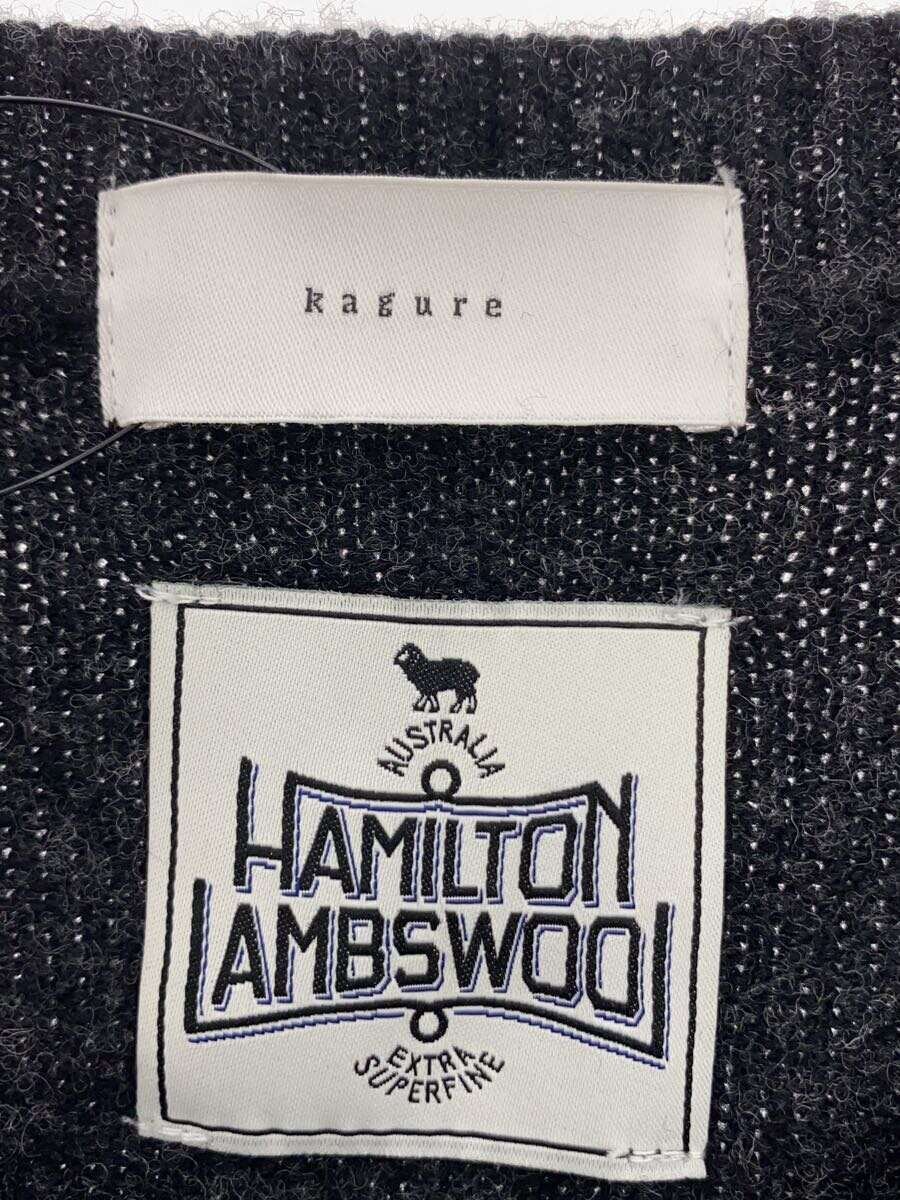 kagure
AUSTRALIA
HAMILTON
LAMBSWOOL
EXTRA
SUPERFINE